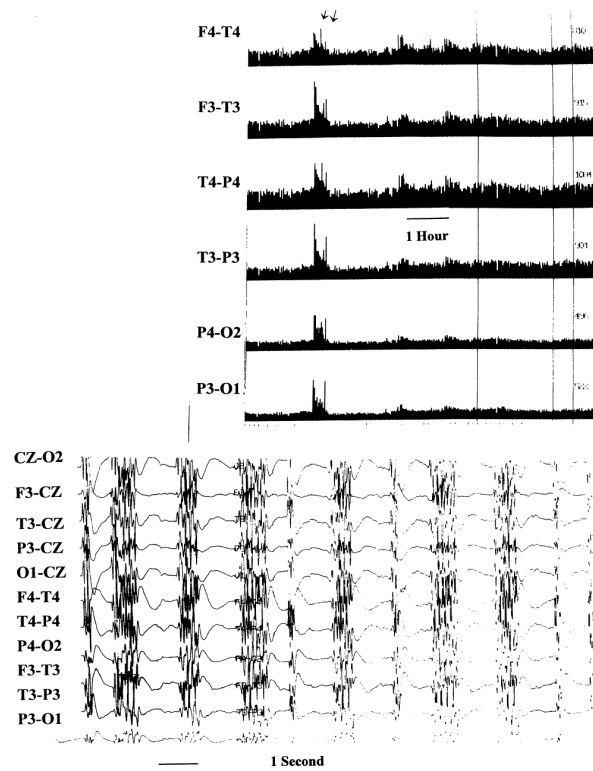 F4-T4
F3-T3
T4-P4
1 Hour
T3-P3
P4-O2
P3-O1
CZ-O2
F3-CZ
T3-CZ
P3-CZ
O1-CZ
F4-T4
T4-P4
P4-O2
F3-T3
T3-P3
P3-O1
1 Second